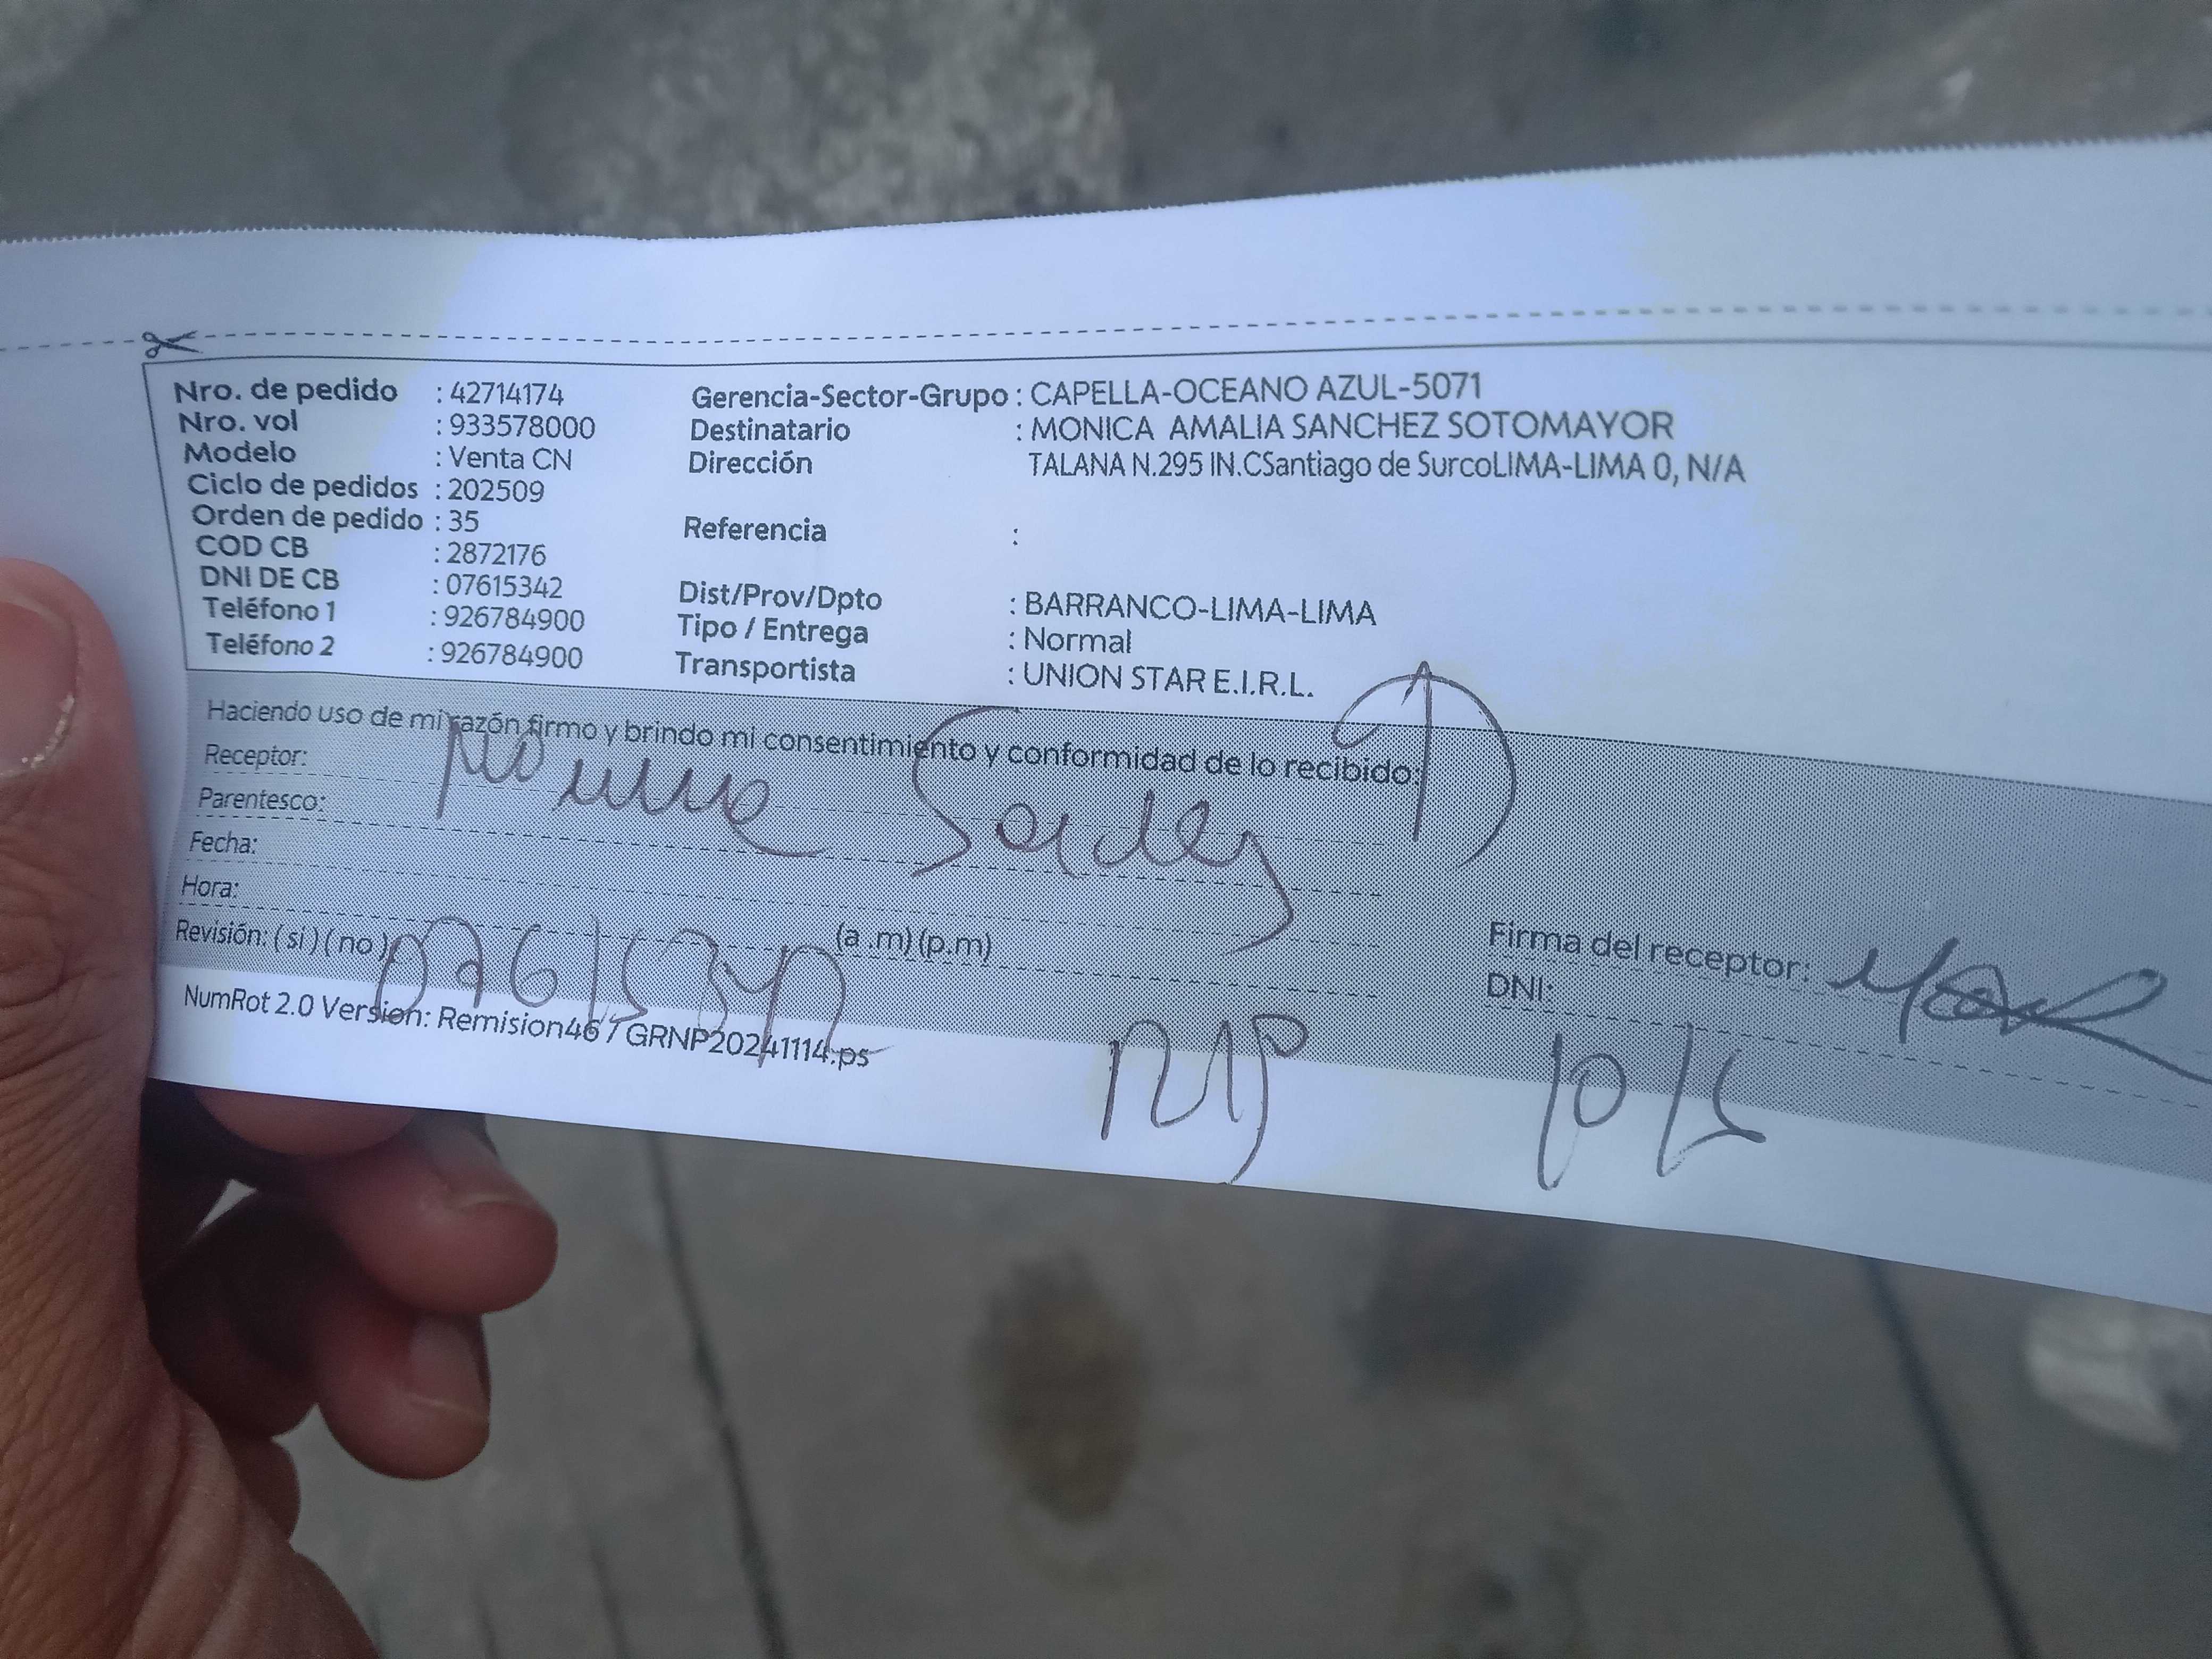 Nro. de pedido : 42714174
Nro. vol : 933578000
Modelo : Venta CN
Ciclo de pedidos : 202509
Orden de pedido : 35
COD CB : 2872176
DNI DE CB : 07615342
Teléfono 1 : 926784900
Teléfono 2 : 926784900
Gerencia-Sector-Grupo : CAPELLA-OCEANO AZUL-5071
Destinatario : MONICA AMALIA SANCHEZ SOTOMAYOR
Dirección TALANA N.295 IN.CSantiago de SurcoLIMA-LIMA 0, N/A
Referencia :
Dist/Prov/Dpto : BARRANCO-LIMA-LIMA
Tipo / Entrega : Normal
Transportista : UNION STAR E.I.R.L.
Haciendo uso de mi razón firmo y brindo mi consentimiento y conformidad de lo recibido:
Receptor:
Parentesco:
Fecha:
Hora:
Revisión: ( si ) ( no ) (a .m) (p.m)
Firma del receptor:
DNI:
NumRot 2.0 Version: Remision46 / GRNP20241114.ps